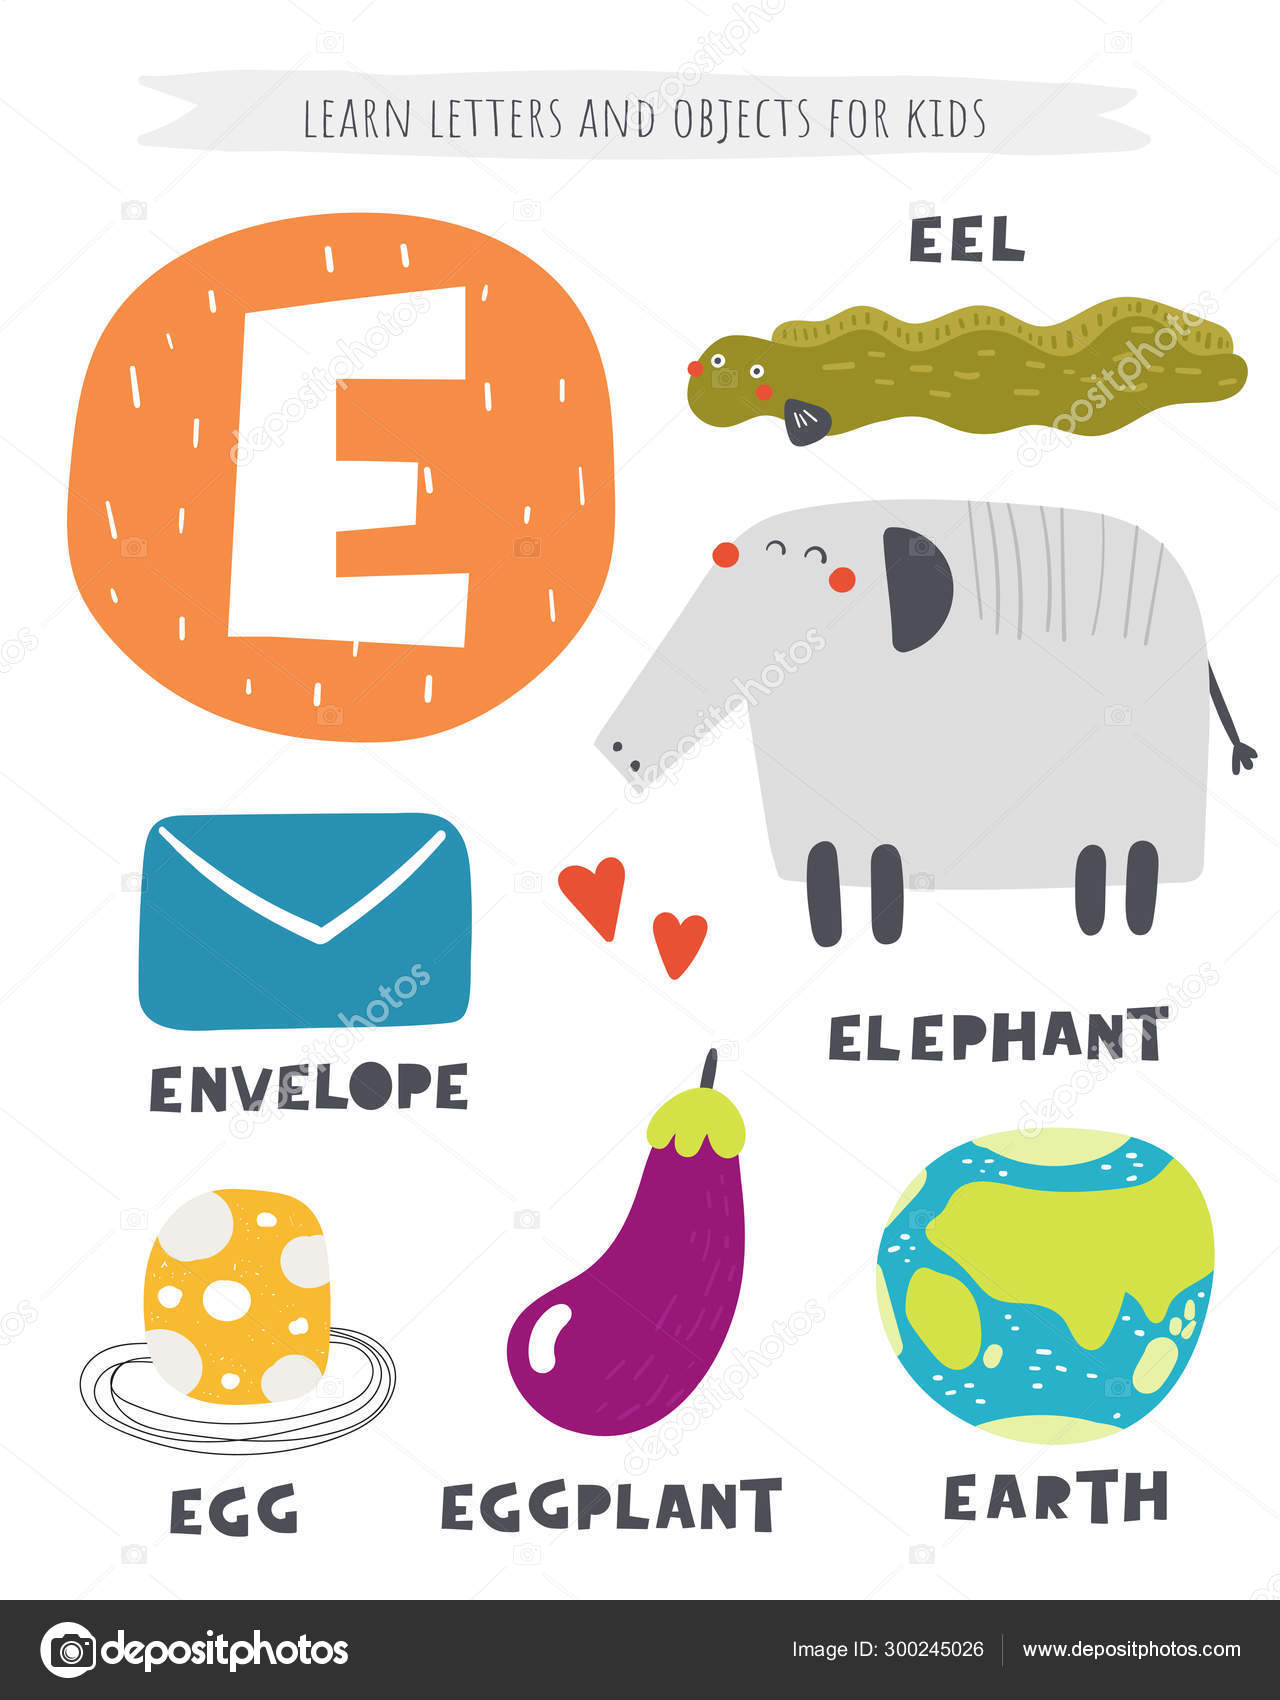 LEARN LETTERS AND OBJECTS FOR KIDS
E
EEL
ELEPHANT
ENVELOPE
EGG
EGGPLANT
EARTH
depositphotos
Image ID: 300245026
www.depositphotos.com